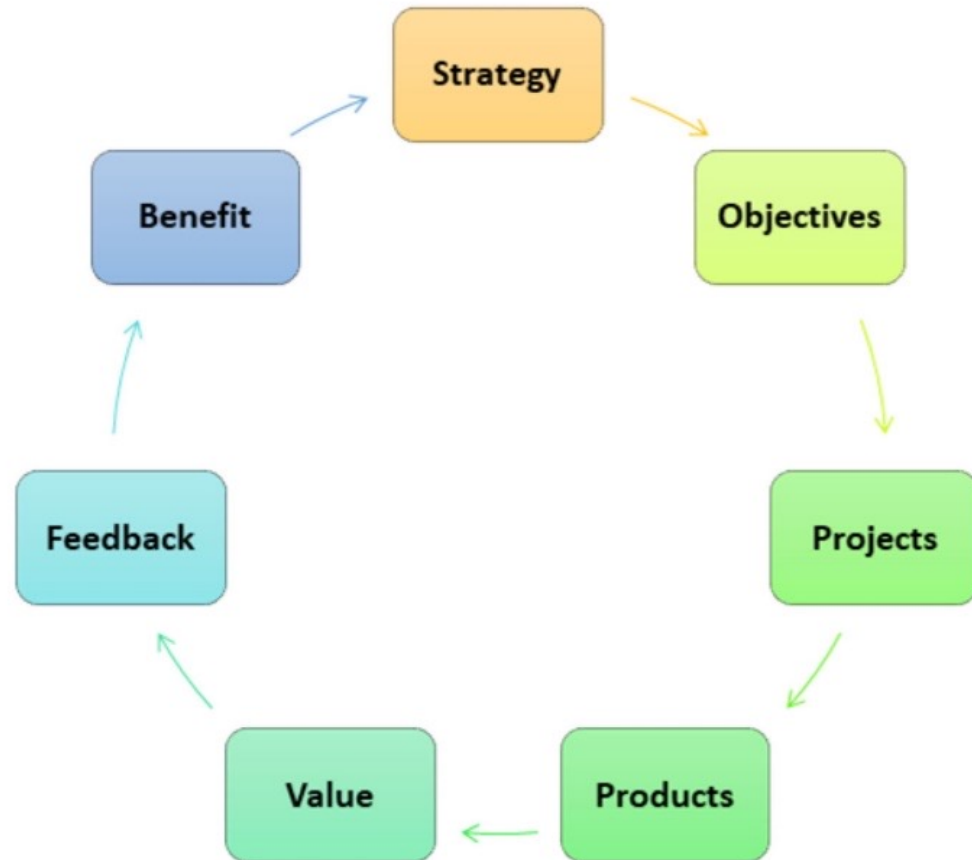 Strategy
Objectives
Projects
Products
Value
Feedback
Benefit